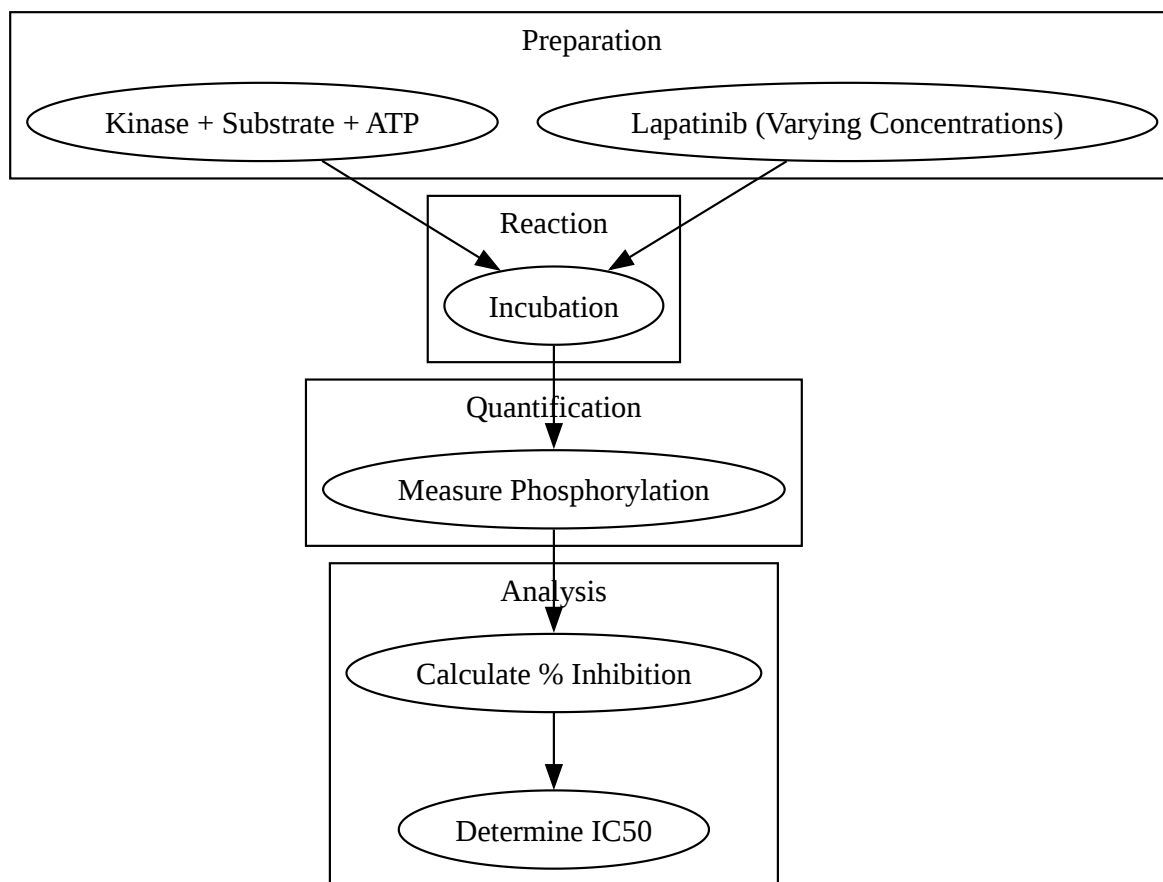 Preparation
Kinase + Substrate + ATP
Lapatinib (Varying Concentrations)
Reaction
Incubation
Quantification
Measure Phosphorylation
Analysis
Calculate % Inhibition
Determine IC50